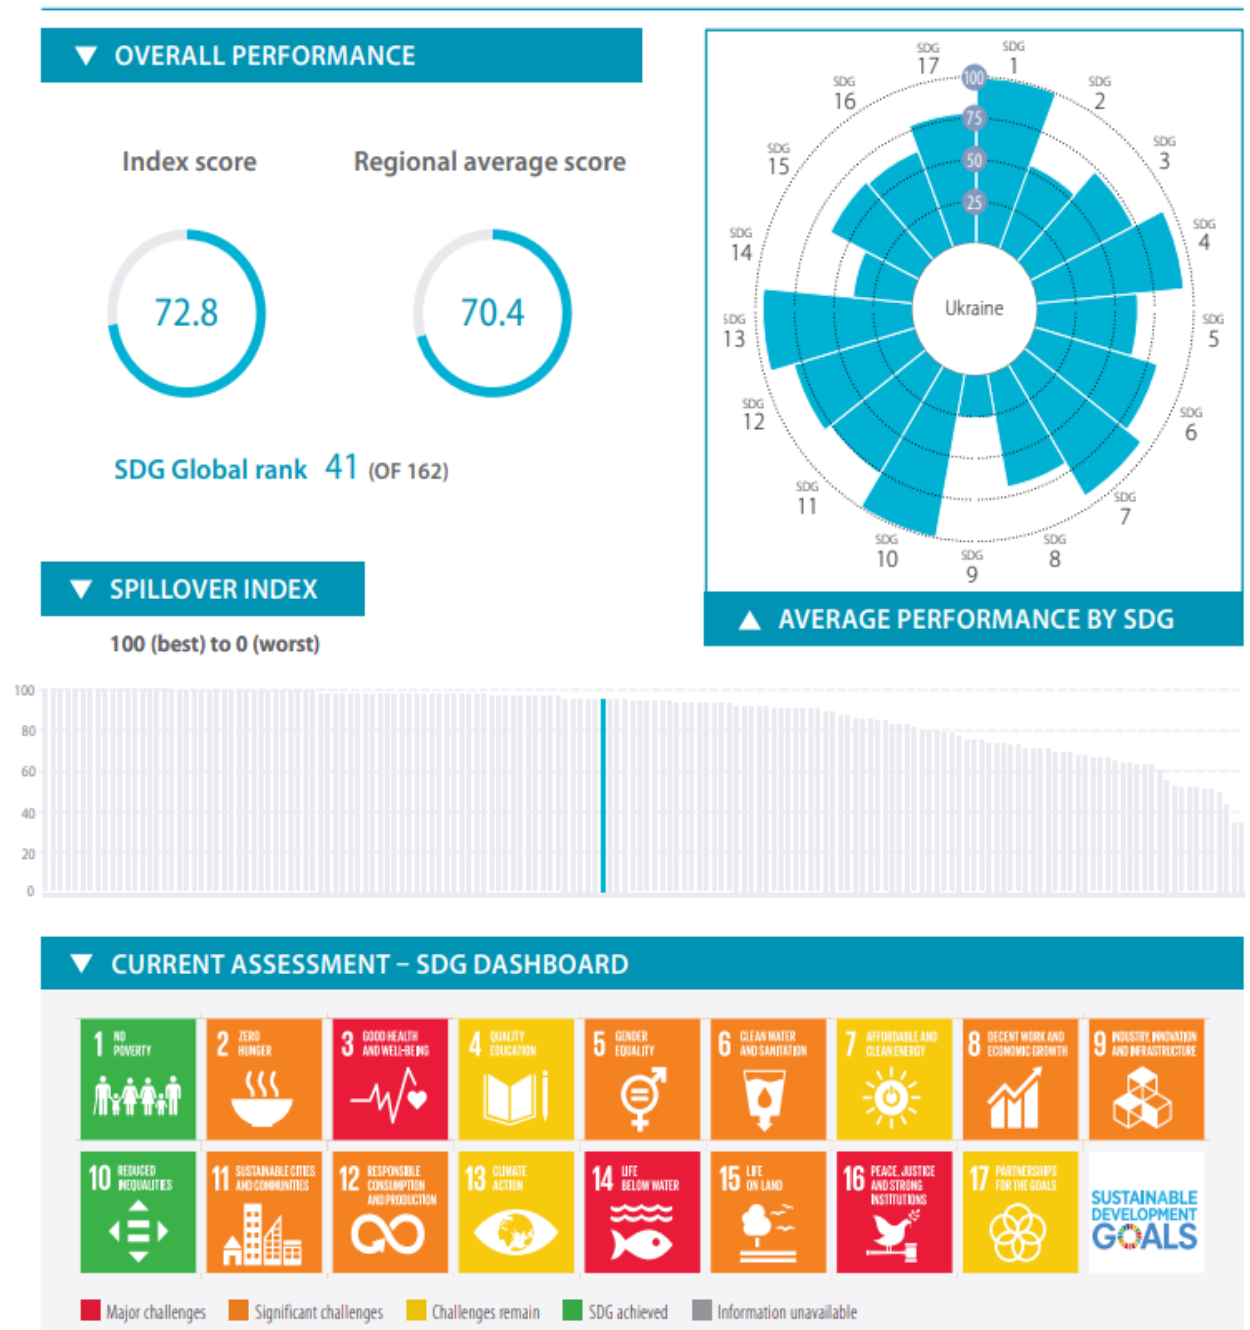 ▼ OVERALL PERFORMANCE
Index score
Regional average score
72.8
70.4
SDG Global rank 41 (OF 162)
SDG 1
SDG 2
SDG 3
SDG 4
SDG 5
SDG 6
SDG 7
SDG 8
SDG 9
SDG 10
SDG 11
SDG 12
SDG 13
SDG 14
SDG 15
SDG 16
SDG 17
100
75
50
25
Ukraine
▲ AVERAGE PERFORMANCE BY SDG
▼ SPILLOVER INDEX
100 (best) to 0 (worst)
100
80
60
40
20
0
▼ CURRENT ASSESSMENT – SDG DASHBOARD
1 NO POVERTY
2 ZERO HUNGER
3 GOOD HEALTH AND WELL-BEING
4 QUALITY EDUCATION
5 GENDER EQUALITY
6 CLEAN WATER AND SANITATION
7 AFFORDABLE AND CLEAN ENERGY
8 DECENT WORK AND ECONOMIC GROWTH
9 INDUSTRY, INNOVATION AND INFRASTRUCTURE
10 REDUCED INEQUALITIES
11 SUSTAINABLE CITIES AND COMMUNITIES
12 RESPONSIBLE CONSUMPTION AND PRODUCTION
13 CLIMATE ACTION
14 LIFE BELOW WATER
15 LIFE ON LAND
16 PEACE, JUSTICE AND STRONG INSTITUTIONS
17 PARTNERSHIPS FOR THE GOALS
SUSTAINABLE
DEVELOPMENT
GOALS
Major challenges
Significant challenges
Challenges remain
SDG achieved
Information unavailable